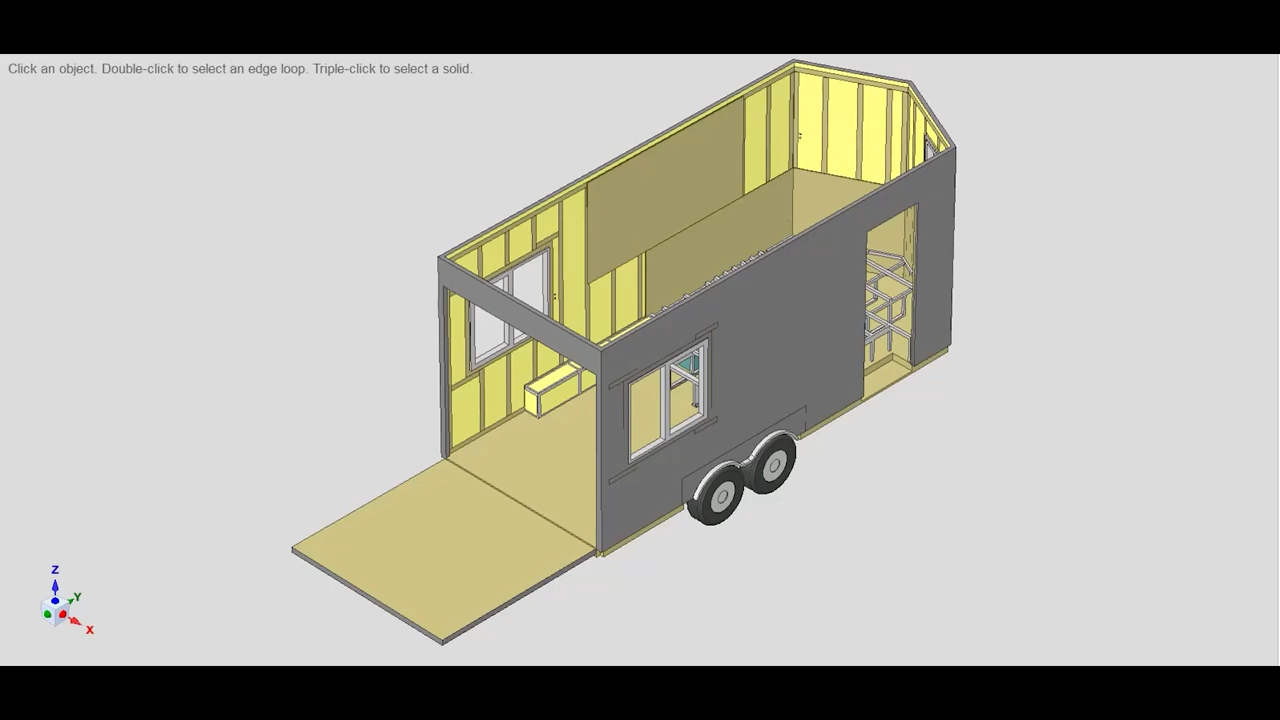 Click an object. Double-click to select an edge loop. Triple-click to select a solid.
Z
Y
X